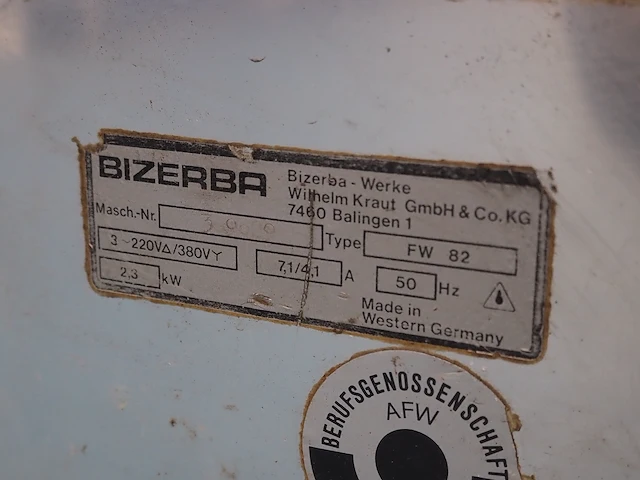 BIZERBA
Bizerba - Werke
Wilhelm Kraut GmbH & Co. KG
7460 Balingen 1
Masch.-Nr.
Type FW 82
3~220V△/380VY
7,1/4,1 A
50 Hz
2,3 kW
Made in
Western Germany
BERUFSGENOSSENSCHAFT
AFW